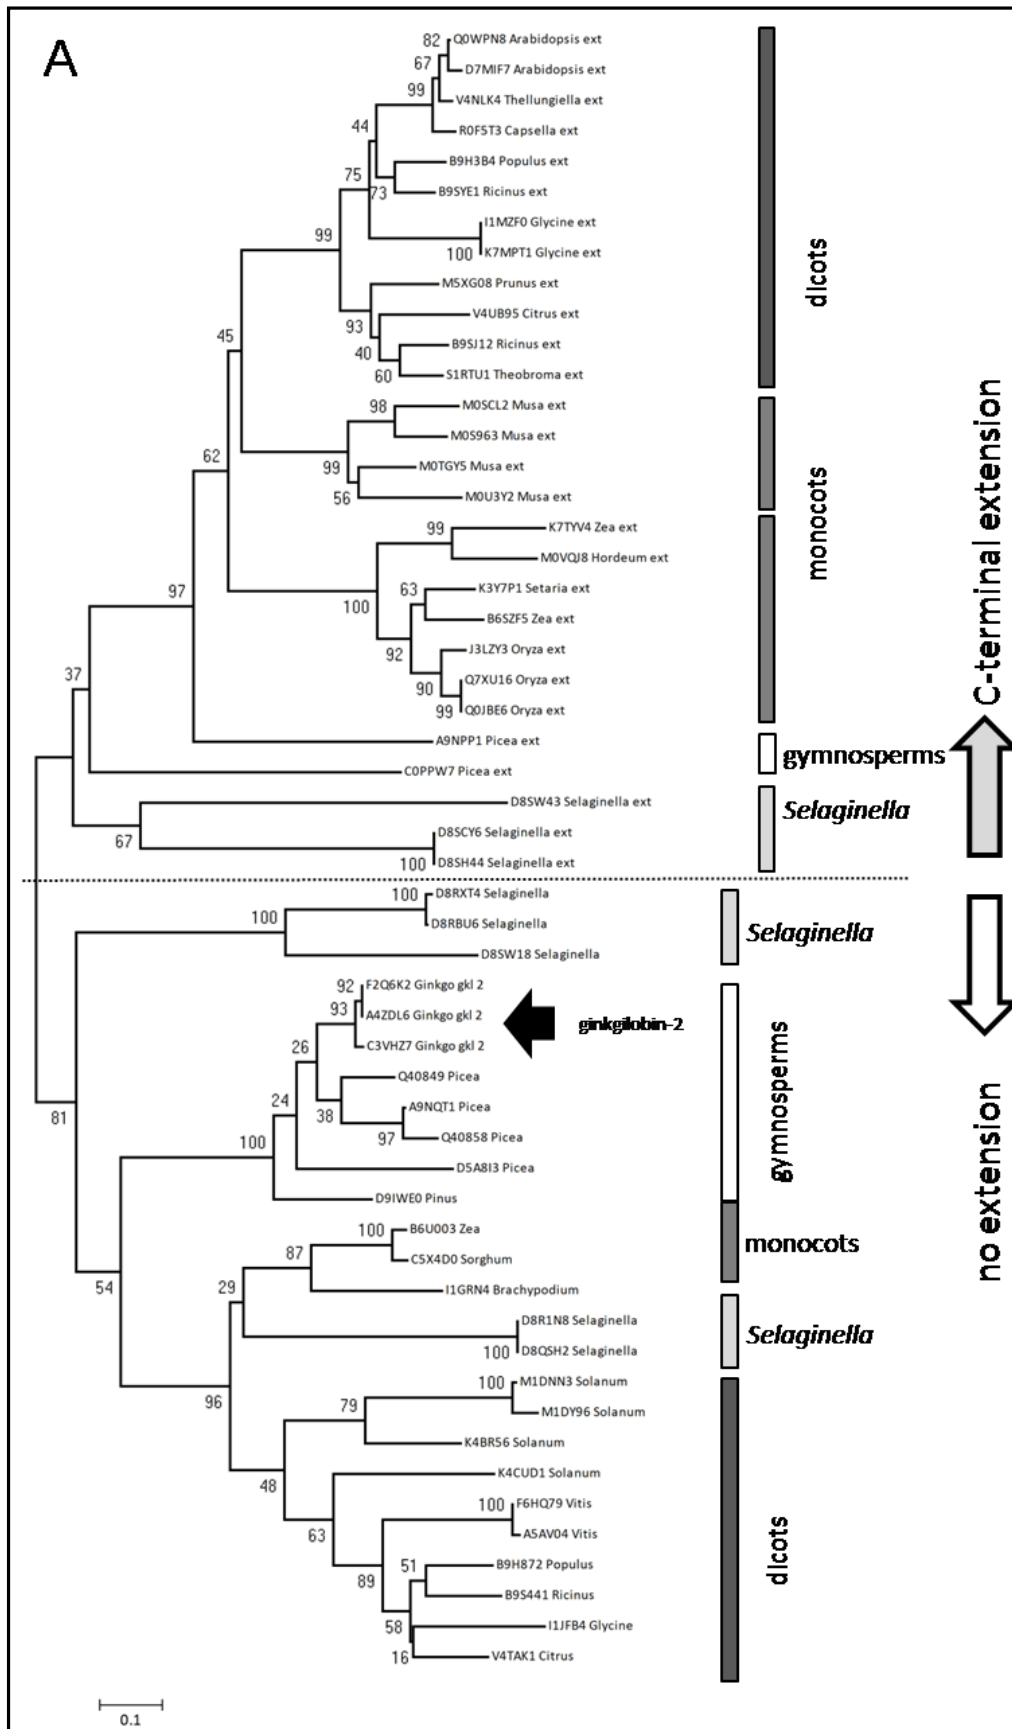 A
82
Q0WPN8 Arabidopsis ext
67
D7MIF7 Arabidopsis ext
99
V4NLK4 Thellungiella ext
44
R0F5T3 Capsella ext
B9H3B4 Populus ext
75
73
B9SYE1 Ricinus ext
I1MZF0 Glycine ext
99
100
K7MPT1 Glycine ext
M5XG08 Prunus ext
93
V4UB95 Citrus ext
45
40
B9SJ12 Ricinus ext
60
S1RTU1 Theobroma ext
98
M0SCL2 Musa ext
M0S963 Musa ext
62
99
M0TGY5 Musa ext
56
M0U3Y2 Musa ext
99
K7TYV4 Zea ext
M0VQJ8 Hordeum ext
97
100
63
K3Y7P1 Setaria ext
B6SZF5 Zea ext
92
J3LZY3 Oryza ext
37
90
Q7XU16 Oryza ext
99
Q0JBE6 Oryza ext
A9NPP1 Picea ext
C0PPW7 Picea ext
D8SW43 Selaginella ext
67
D8SCY6 Selaginella ext
100
D8SH44 Selaginella ext
dIcots
monocots
gymnosperms
Selaginella
C-terminal extension
100
D8RXT4 Selaginella
100
D8RBU6 Selaginella
D8SW18 Selaginella
92
F2Q6K2 Ginkgo gkl 2
93
A4ZDL6 Ginkgo gkl 2
ginkgilobin-2
26
C3VHZ7 Ginkgo gkl 2
Q40849 Picea
24
38
A9NQT1 Picea
81
97
Q40858 Picea
100
D5A8I3 Picea
D9IWE0 Pinus
100
B6U003 Zea
87
C5X4D0 Sorghum
54
29
I1GRN4 Brachypodium
D8R1N8 Selaginella
100
D8QSH2 Selaginella
96
100
M1DNN3 Solanum
79
M1DY96 Solanum
K4BR56 Solanum
48
K4CUD1 Solanum
100
F6HQ79 Vitis
63
A5AV04 Vitis
51
B9H872 Populus
89
B9S441 Ricinus
58
I1JFB4 Glycine
16
V4TAK1 Citrus
Selaginella
gymnosperms
monocots
Selaginella
dIcots
no extension
0.1